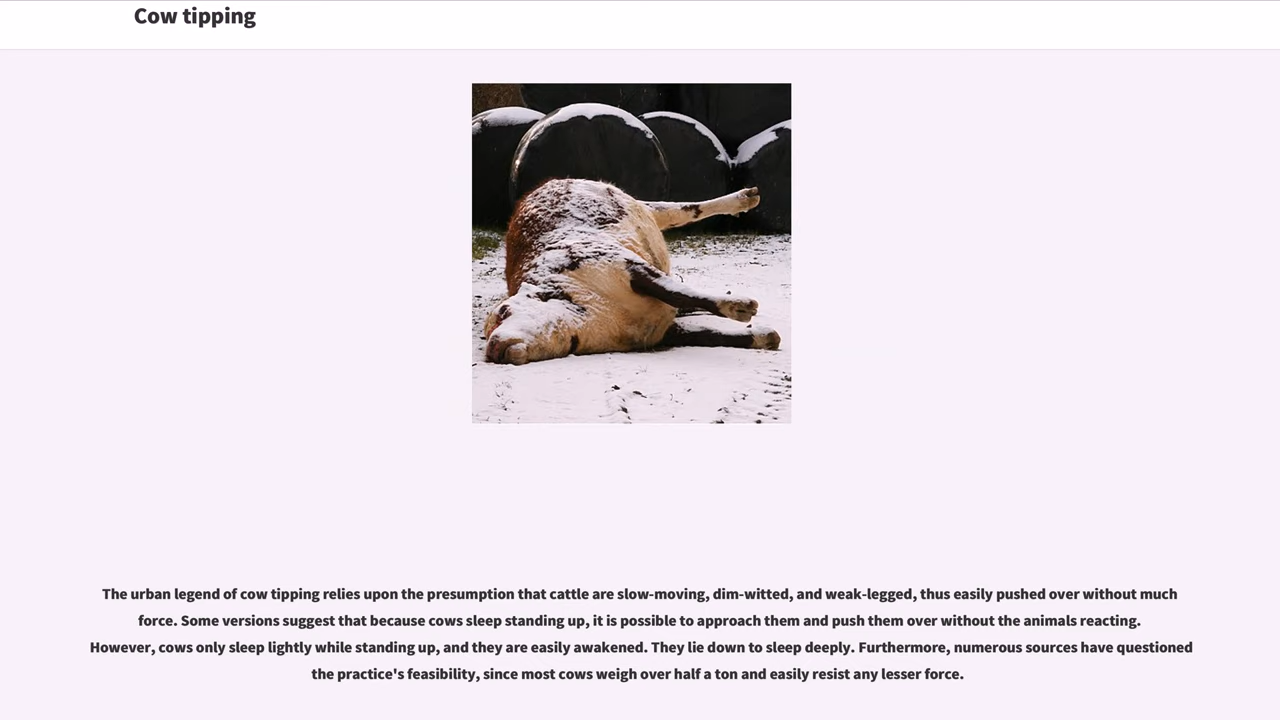 Cow tipping
The urban legend of cow tipping relies upon the presumption that cattle are slow-moving, dim-witted, and weak-legged, thus easily pushed over without much
force. Some versions suggest that because cows sleep standing up, it is possible to approach them and push them over without the animals reacting.
However, cows only sleep lightly while standing up, and they are easily awakened. They lie down to sleep deeply. Furthermore, numerous sources have questioned
the practice's feasibility, since most cows weigh over half a ton and easily resist any lesser force.